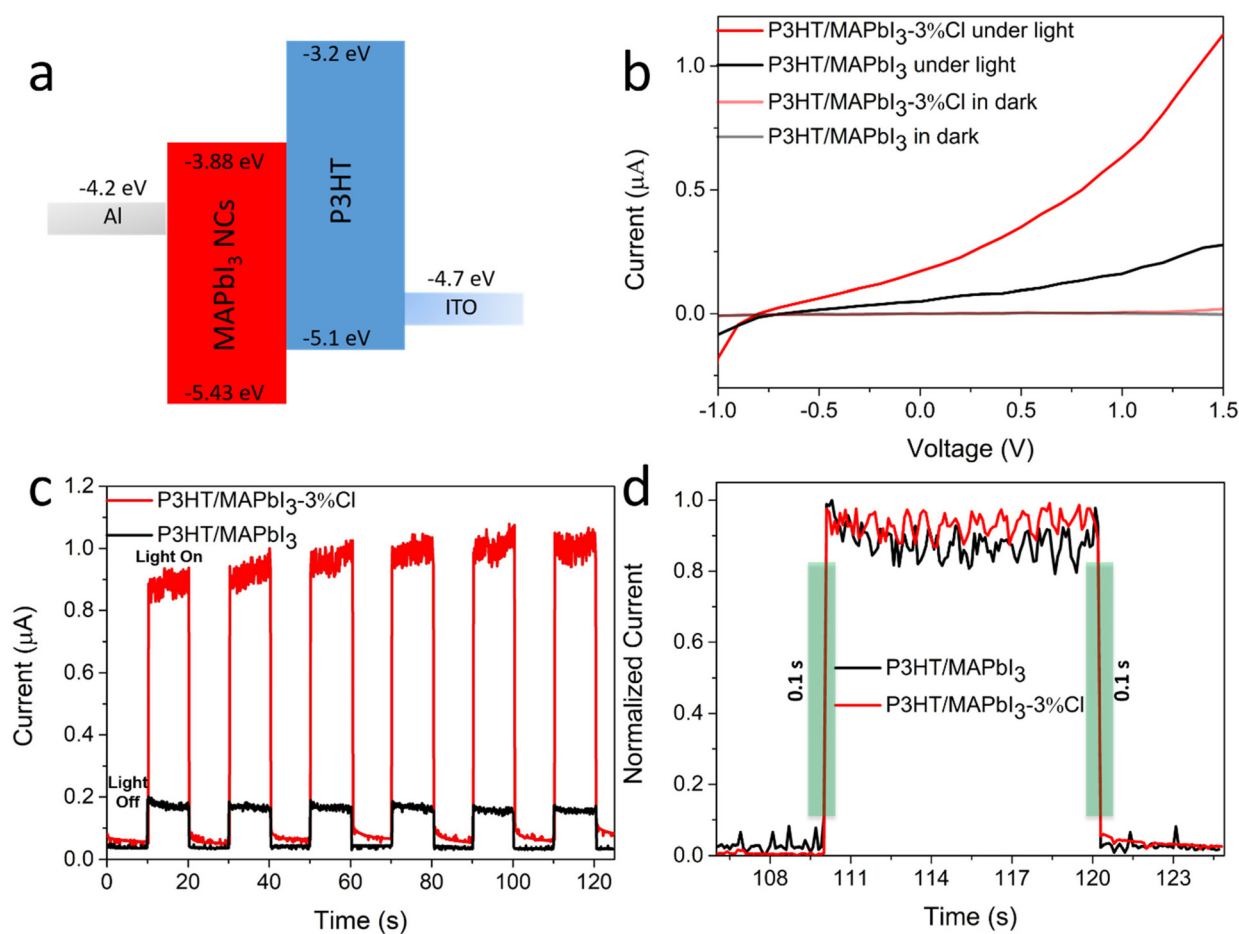 a
-3.2 eV
-3.88 eV
-4.2 eV
Al
MAPbI₃ NCs
P3HT
-4.7 eV
ITO
-5.1 eV
-5.43 eV
b
P3HT/MAPbI₃-3%Cl under light
P3HT/MAPbI₃ under light
P3HT/MAPbI₃-3%Cl in dark
P3HT/MAPbI₃ in dark
Current (μA)
1.0
0.5
0.0
-1.0 -0.5 0.0 0.5 1.0 1.5
Voltage (V)
c
P3HT/MAPbI₃-3%Cl
P3HT/MAPbI₃
Light On
Light
Off
Current (μA)
1.2
1.0
0.8
0.6
0.4
0.2
0.0
0 20 40 60 80 100 120
Time (s)
d
Normalized Current
1.0
0.8
0.6
0.4
0.2
0.0
0.1 s
P3HT/MAPbI₃
P3HT/MAPbI₃-3%Cl
0.1 s
108 111 114 117 120 123
Time (s)